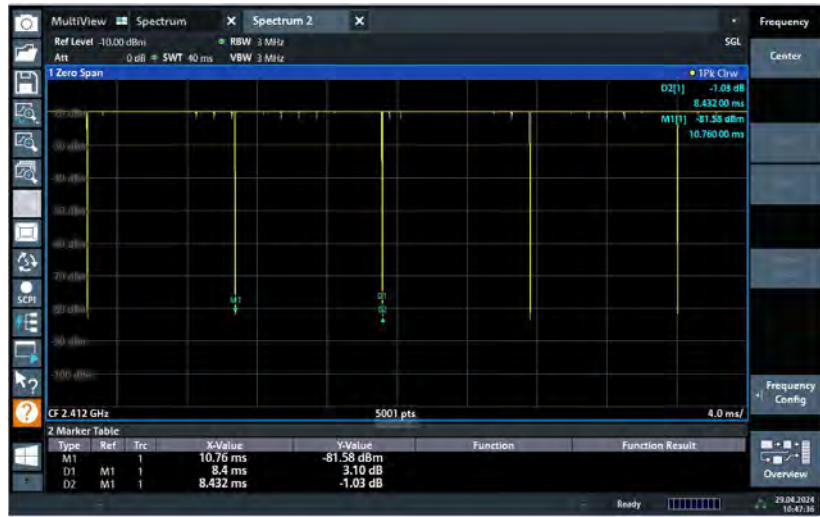 MultiView Spectrum X Spectrum 2 X Frequency
Ref Level -10.00 dBm RBW 3 MHz SGL
Att 0 dB SWT 40 ms VBW 3 MHz Center
1 Zero Span 1Pk Clrw
D2[1] -1.03 dB
8.432 00 ms
M1[1] -81.58 dBm
10.760 00 ms
M1 D1
SCPI
-100 dBm
Frequency
Config
CF 2.412 GHz 5001 pts 4.0 ms/
2 Marker Table
Type Ref Trc X-Value Y-Value Function Function Result
M1 1 10.76 ms -81.58 dBm
D1 M1 1 8.4 ms 3.10 dB
D2 M1 1 8.432 ms -1.03 dB
Overview
Ready 29.04.2024
10:47:36